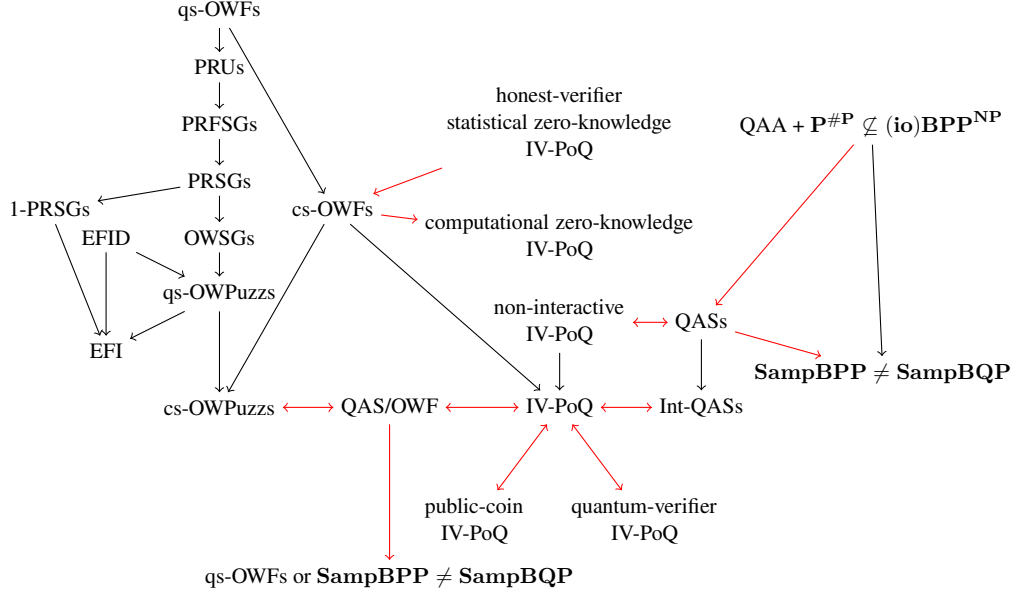 qs-OWFs
PRUs
honest-verifier
statistical zero-knowledge
IV-PoQ
PRFSGs
QAA + P^#P ⊈ (io)BPP^NP
PRSGs
1-PRSGs
cs-OWFs
computational zero-knowledge
IV-PoQ
EFID
OWSGs
qs-OWPuzzs
non-interactive
IV-PoQ
QASs
EFI
SampBPP ≠ SampBQP
cs-OWPuzzs
QAS/OWF
IV-PoQ
Int-QASs
public-coin
IV-PoQ
quantum-verifier
IV-PoQ
qs-OWFs or SampBPP ≠ SampBQP